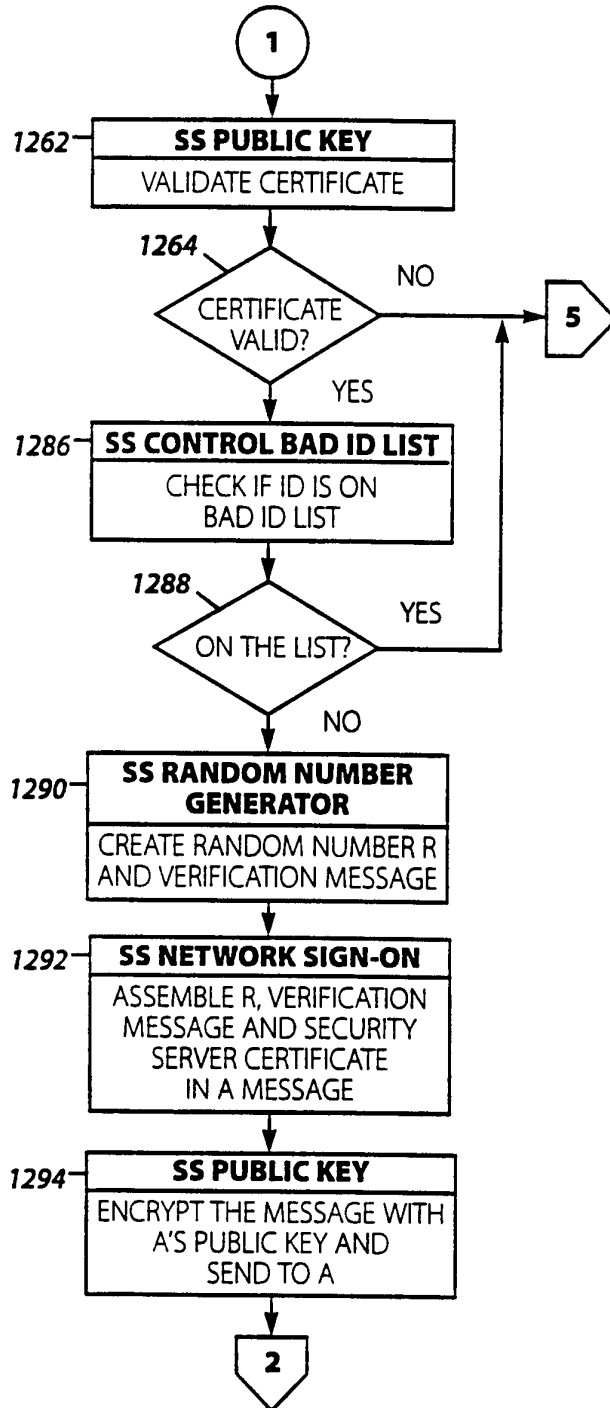 1
1262
SS PUBLIC KEY
VALIDATE CERTIFICATE
1264
CERTIFICATE
VALID?
NO
5
YES
1286
SS CONTROL BAD ID LIST
CHECK IF ID IS ON
BAD ID LIST
1288
ON THE LIST?
YES
NO
1290
SS RANDOM NUMBER
GENERATOR
CREATE RANDOM NUMBER R
AND VERIFICATION MESSAGE
1292
SS NETWORK SIGN-ON
ASSEMBLE R, VERIFICATION
MESSAGE AND SECURITY
SERVER CERTIFICATE
IN A MESSAGE
1294
SS PUBLIC KEY
ENCRYPT THE MESSAGE WITH
A'S PUBLIC KEY AND
SEND TO A
2